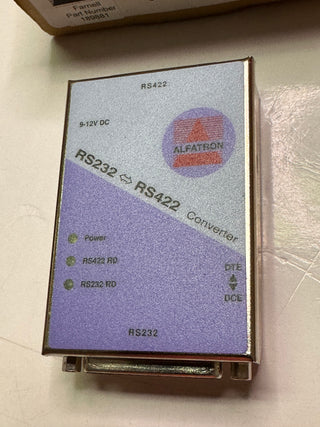 Farnell
Part Number
189881
RS422
9-12V DC
ALFATRON
RS232 ⇔ RS422 Converter
Power
RS422 RD
RS232 RD
DTE
DCE
RS232